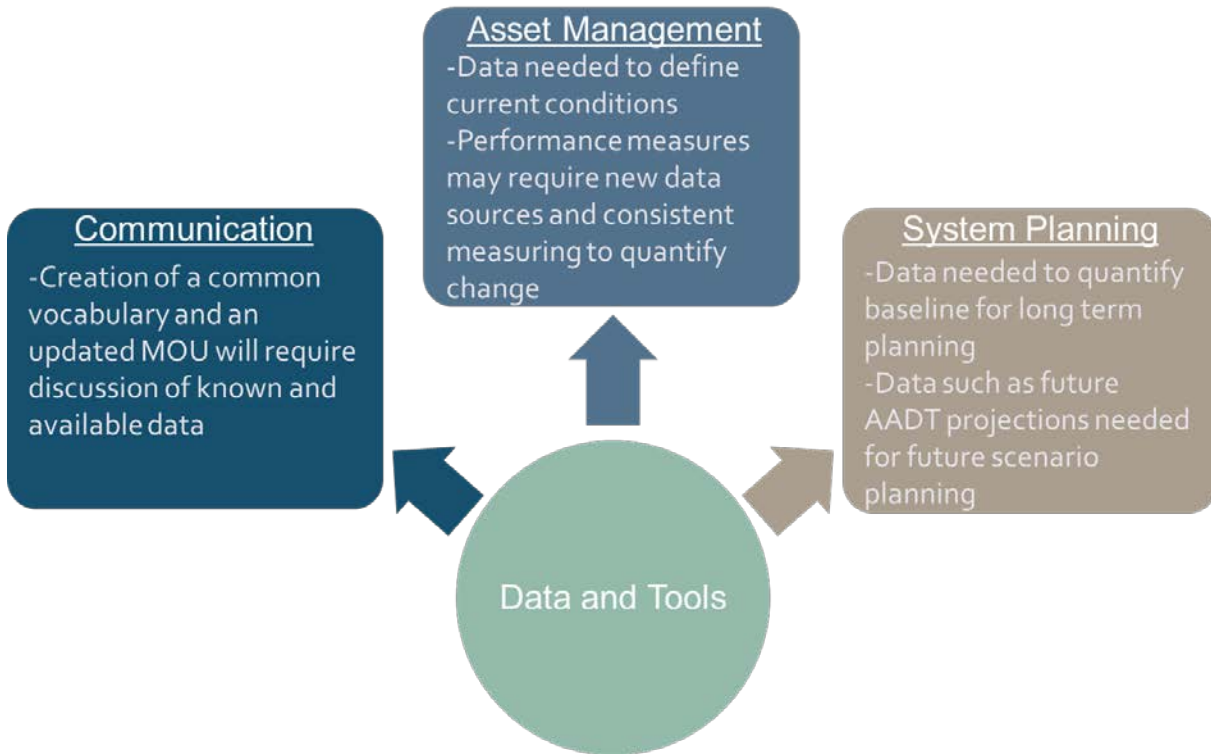 Asset Management
-Data needed to define
current conditions
-Performance measures
may require new data
sources and consistent
measuring to quantify
change
Communication
-Creation of a common
vocabulary and an
updated MOU will require
discussion of known and
available data
System Planning
-Data needed to quantify
baseline for long term
planning
-Data such as future
AADT projections needed
for future scenario
planning
Data and Tools